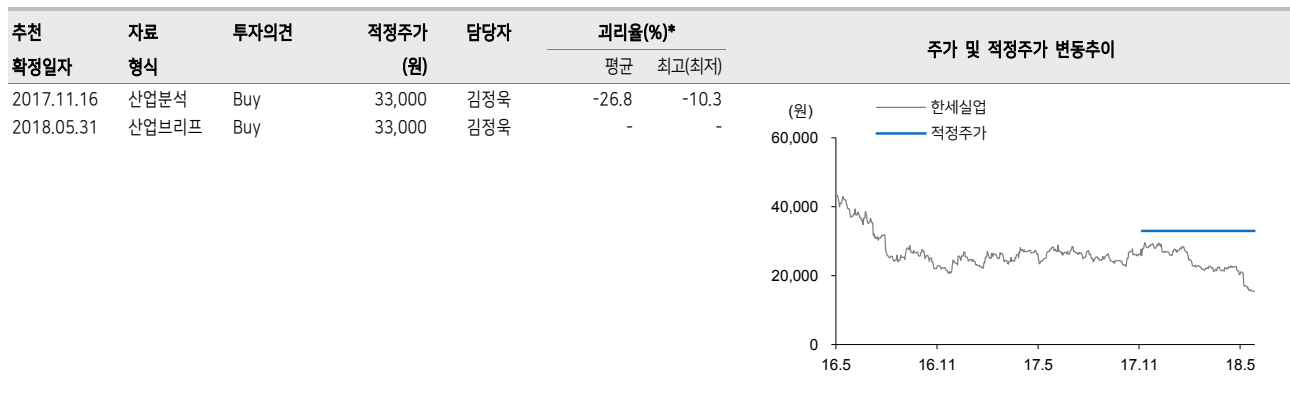 추천 자료 투자의견 적정주가 담당자 괴리율(%)* 주가 및 적정주가 변동추이
확정일자 형식 (원) 평균 최고(최저)
2017.11.16 산업분석 Buy 33,000 김정욱 -26.8 -10.3
2018.05.31 산업브리프 Buy 33,000 김정욱 - -
(원)
한세실업
적정주가
60,000
40,000
20,000
0
16.5 16.11 17.5 17.11 18.5